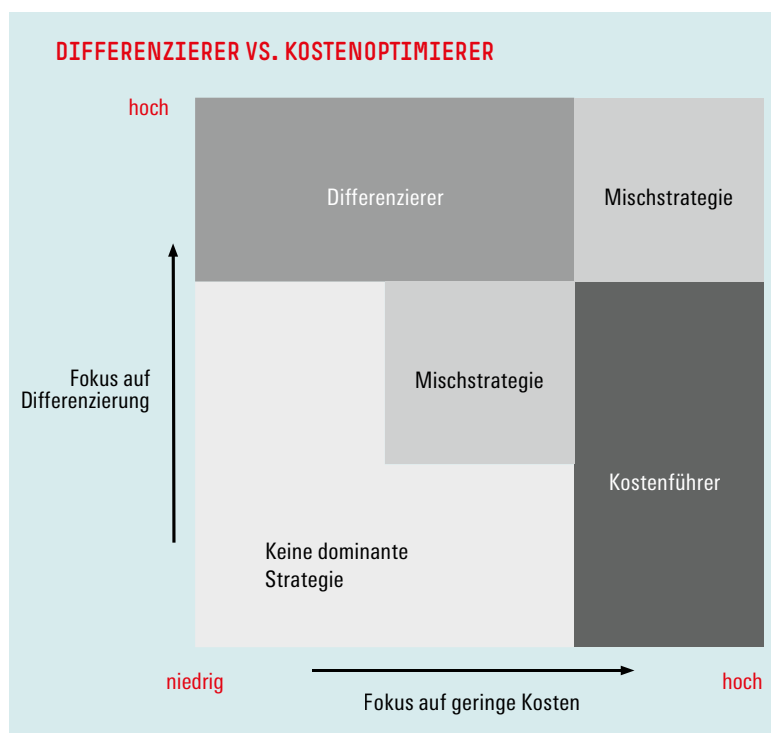 DIFFERENZIERER VS. KOSTENOPTIMIERER
hoch
Differenzierer
Mischstrategie
Fokus auf
Differenzierung
Mischstrategie
Kostenführer
Keine dominante
Strategie
niedrig
hoch
Fokus auf geringe Kosten